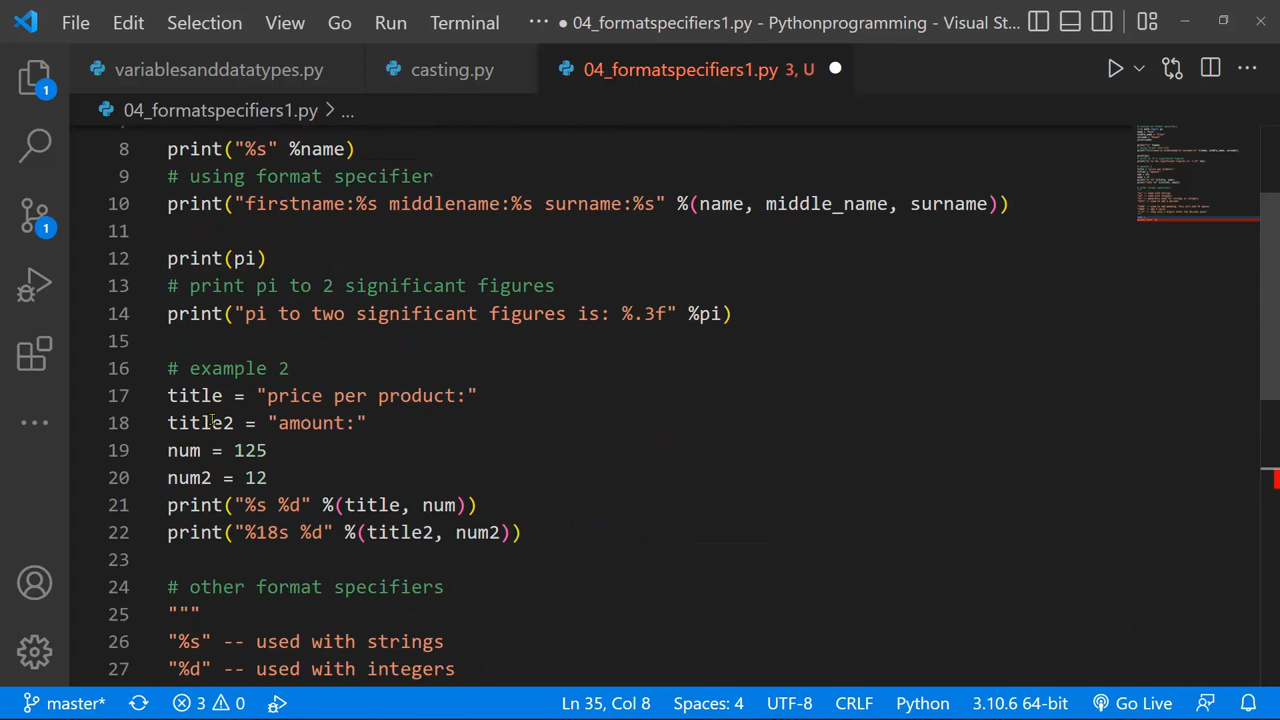 File Edit Selection View Go Run Terminal ··· ● 04_formatspecifiers1.py - Pythonprogramming - Visual St...
variablesanddatatypes.py casting.py 04_formatspecifiers1.py 3, U
04_formatspecifiers1.py > ...
8 print("%s" %name)
9 # using format specifier
10 print("firstname:%s middlename:%s surname:%s" %(name, middle_name, surname))
11
12 print(pi)
13 # print pi to 2 significant figures
14 print("pi to two significant figures is: %.3f" %pi)
15
16 # example 2
17 title = "price per product:"
18 title2 = "amount:"
19 num = 125
20 num2 = 12
21 print("%s %d" %(title, num))
22 print("%18s %d" %(title2, num2))
23
24 # other format specifiers
25 """
26 "%s" -- used with strings
27 "%d" -- used with integers
1
1
master* 3 0 Ln 35, Col 8 Spaces: 4 UTF-8 CRLF Python 3.10.6 64-bit Go Live